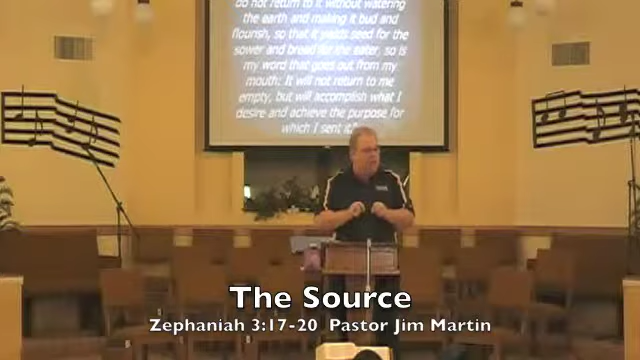 do not return to it without watering
the earth and making it bud and
flourish, so that it yields seed for the
sower and bread for the eater, so is
my word that goes out from my
mouth: It will not return to me
empty, but will accomplish what I
desire and achieve the purpose for
which I sent it."
The Source
Zephaniah 3:17-20 Pastor Jim Martin